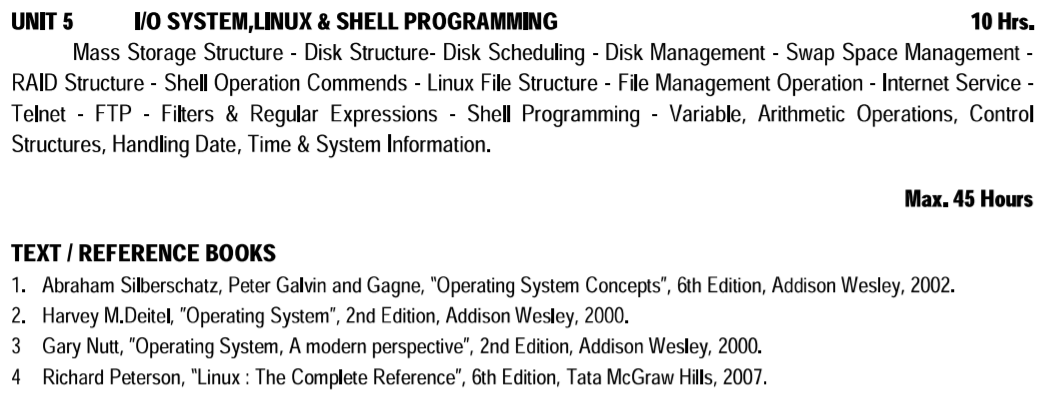 UNIT 5 I/O SYSTEM,LINUX & SHELL PROGRAMMING 10 Hrs.
Mass Storage Structure - Disk Structure- Disk Scheduling - Disk Management - Swap Space Management -
RAID Structure - Shell Operation Commends - Linux File Structure - File Management Operation - Internet Service -
Telnet - FTP - Filters & Regular Expressions - Shell Programming - Variable, Arithmetic Operations, Control
Structures, Handling Date, Time & System Information.
Max. 45 Hours
TEXT / REFERENCE BOOKS
1. Abraham Silberschatz, Peter Galvin and Gagne, "Operating System Concepts", 6th Edition, Addison Wesley, 2002.
2. Harvey M.Deitel, "Operating System", 2nd Edition, Addison Wesley, 2000.
3 Gary Nutt, "Operating System, A modern perspective", 2nd Edition, Addison Wesley, 2000.
4 Richard Peterson, "Linux : The Complete Reference", 6th Edition, Tata McGraw Hills, 2007.